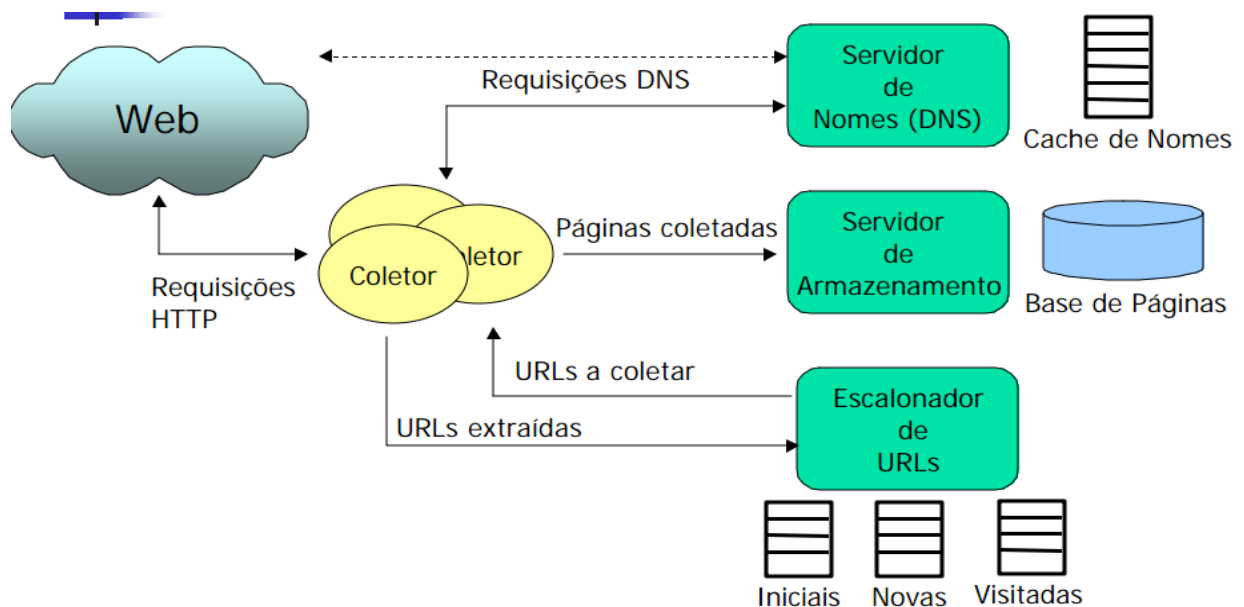 Web
Requisições DNS
Servidor
de
Nomes (DNS)
Cache de Nomes
Coletor
letor
Páginas coletadas
Servidor
de
Armazenamento
Base de Páginas
Requisições
HTTP
URLs a coletar
URLs extraídas
Escalonador
de
URLs
Iniciais
Novas
Visitadas